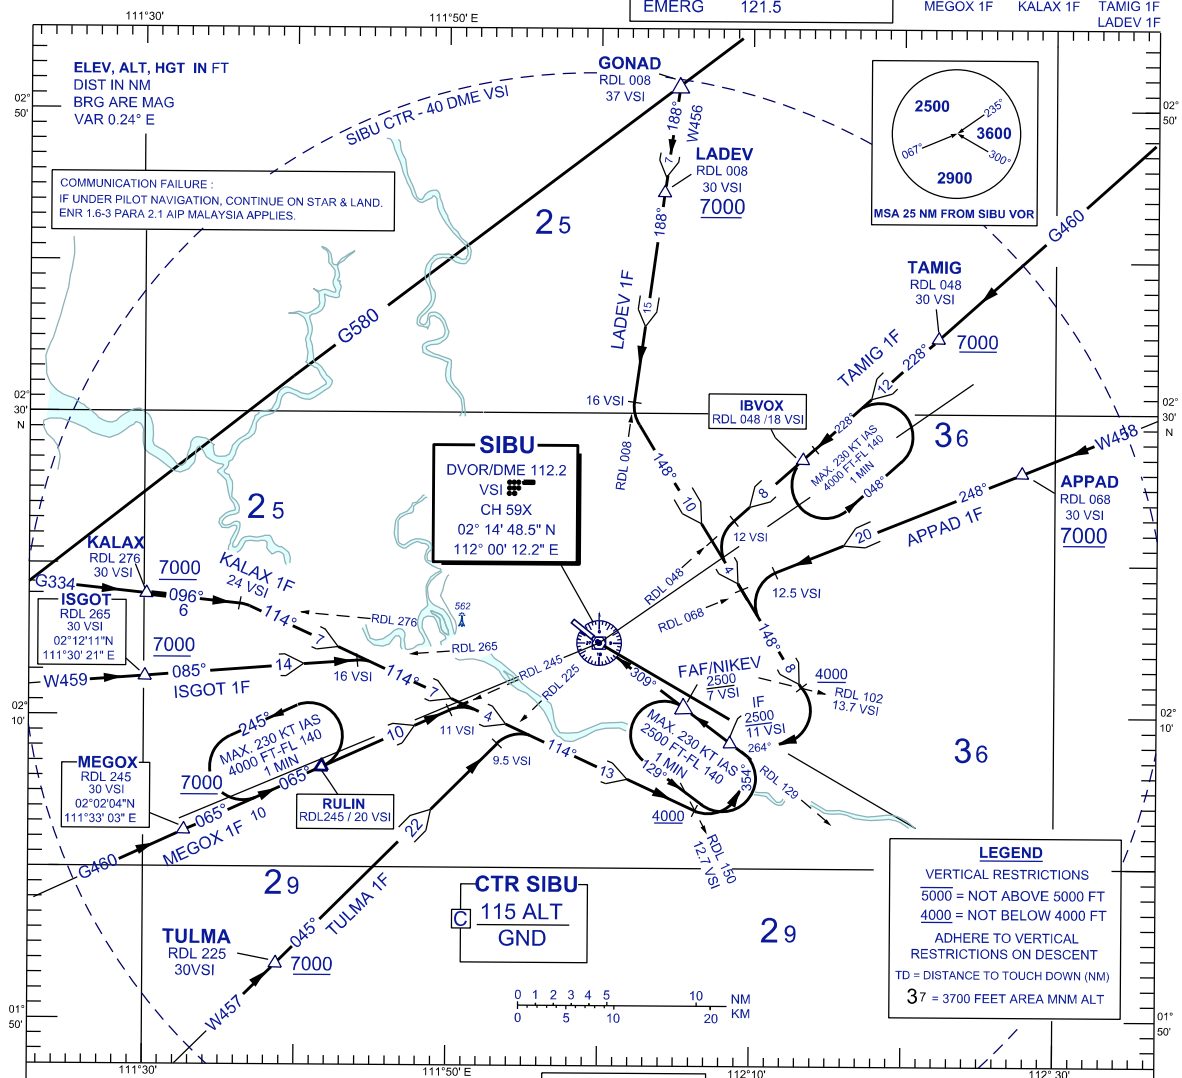 EMERG 121.5
MEGOX 1F KALAX 1F TAMIG 1F
LADEV 1F
111°30'
111°50' E
ELEV, ALT, HGT IN FT
DIST IN NM
BRG ARE MAG
VAR 0.24° E
SIBU CTR - 40 DME VSI
GONAD
RDL 008
37 VSI
188°
W456
7
LADEV
RDL 008
30 VSI
7000
188°
15
LADEV 1F
16 VSI
RDL 008
2500
235°
3600
067°
300°
2900
MSA 25 NM FROM SIBU VOR
COMMUNICATION FAILURE :
IF UNDER PILOT NAVIGATION, CONTINUE ON STAR & LAND.
ENR 1.6-3 PARA 2.1 AIP MALAYSIA APPLIES.
02°
50'
02°
50'
25
G580
G460
TAMIG
RDL 048
30 VSI
7000
TAMIG 1F
228°
12
228°
IBVOX
RDL 048 /18 VSI
MAX. 230 KT IAS
4000 FT-FL 140
1 MIN
048°
8
12 VSI
02°
30'
N
02°
30'
N
36
W458
APPAD
RDL 068
30 VSI
7000
248°
APPAD 1F
20
12.5 VSI
148°
10
4
RDL 048
RDL 068
148°
8
4000
RDL 102
13.7 VSI
SIBU
DVOR/DME 112.2
VSI
CH 59X
02° 14' 48.5" N
112° 00' 12.2" E
25
KALAX
RDL 276
30 VSI
7000
G334
096°
6
KALAX 1F
24 VSI
114°
7
RDL 276
562
ISGOT
RDL 265
30 VSI
02°12'11"N
111°30' 21" E
7000
W459
085°
ISGOT 1F
14
16 VSI
RDL 265
114°
7
RDL 245
RDL 225
11 VSI
4
9.5 VSI
114°
13
4000
RDL 150
12.7 VSI
309°
FAF/NIKEV
2500
7 VSI
IF
2500
11 VSI
264°
MAX. 230 KT IAS
2500 FT-FL 140
1 MIN
129°
354°
RDL 129
02°
10'
02°
10'
36
245°
MAX. 230 KT IAS
4000 FT-FL 140
1 MIN
7000
065°
10
MEGOX
RDL 245
30 VSI
02°02'04"N
111°33' 03" E
065°
MEGOX 1F
10
G460
RULIN
RDL245 / 20 VSI
22
29
TULMA 1F
045°
TULMA
RDL 225
30VSI
7000
W457
CTR SIBU
C
115 ALT
GND
29
LEGEND
VERTICAL RESTRICTIONS
5000 = NOT ABOVE 5000 FT
4000 = NOT BELOW 4000 FT
ADHERE TO VERTICAL
RESTRICTIONS ON DESCENT
TD = DISTANCE TO TOUCH DOWN (NM)
37 = 3700 FEET AREA MNM ALT
0 1 2 3 4 5 10 NM
0 5 10 20 KM
01°
50'
01°
50'
111°30'
111°50' E
112°10'
112°30'